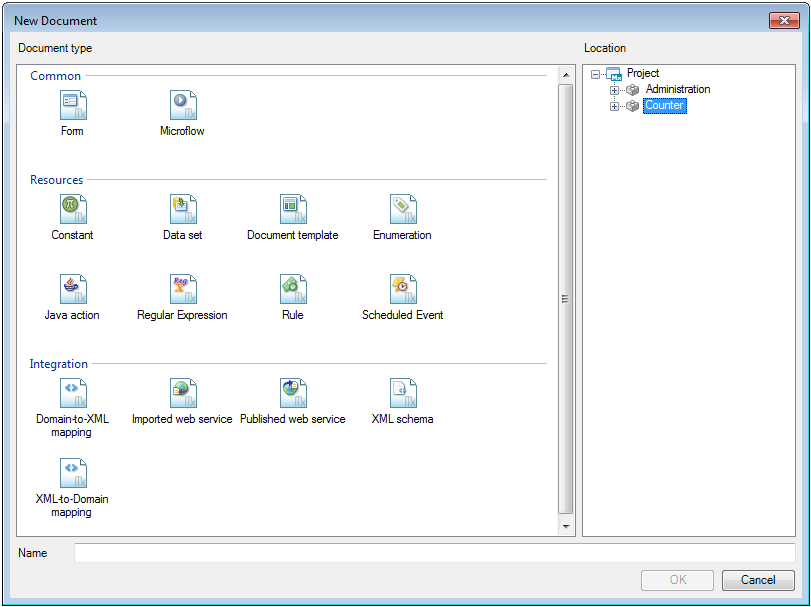 New Document
Document type
Location
Common
Form
Microflow
Resources
Constant
Data set
Document template
Enumeration
Java action
Regular Expression
Rule
Scheduled Event
Integration
Domain-to-XML
mapping
Imported web service
Published web service
XML schema
XML-to-Domain
mapping
Project
Administration
Counter
Name
OK
Cancel